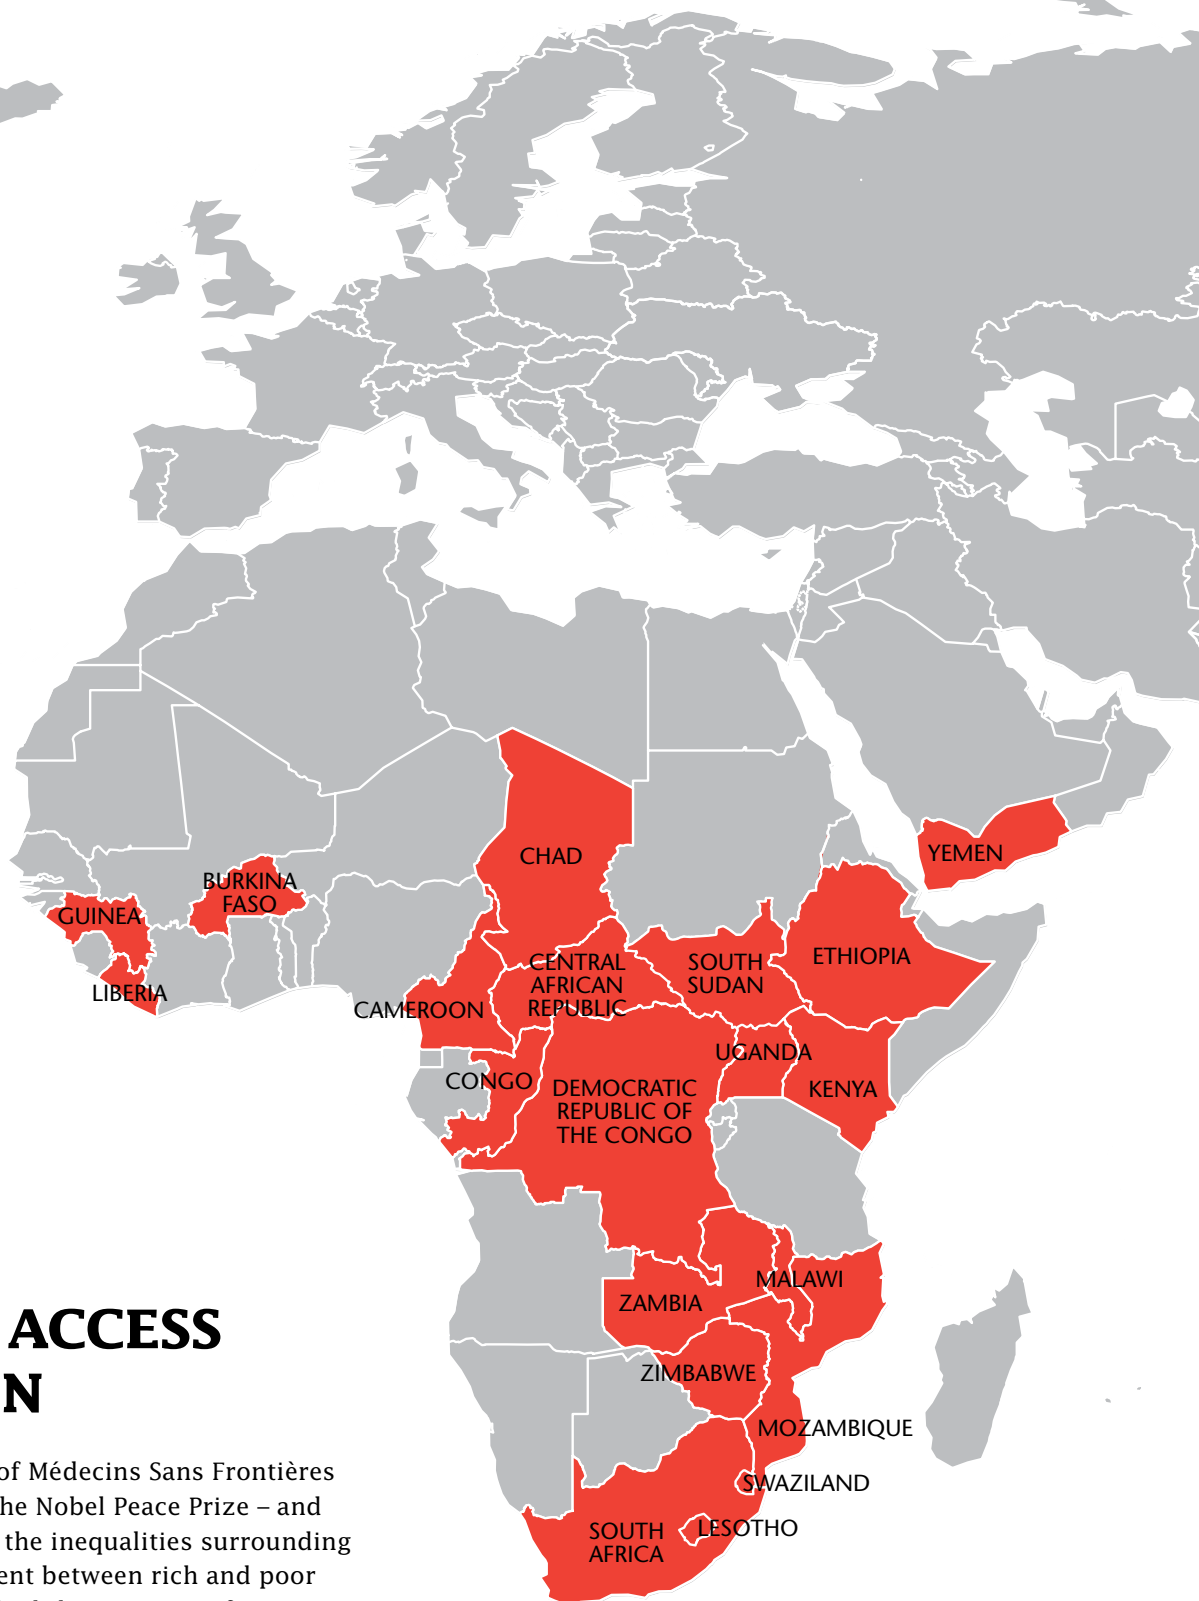 CHAD
YEMEN
BURKINA
FASO
GUINEA
ETHIOPIA
CENTRAL
AFRICAN
REPUBLIC
SOUTH
SUDAN
LIBERIA
CAMEROON
UGANDA
CONGO
DEMOCRATIC
REPUBLIC OF
THE CONGO
KENYA
MALAWI
ZAMBIA
ZIMBABWE
MOZAMBIQUE
SWAZILAND
LESOTHO
SOUTH
AFRICA
ACCESS
N
of Médecins Sans Frontières
he Nobel Peace Prize – and
the inequalities surrounding
ent between rich and poor